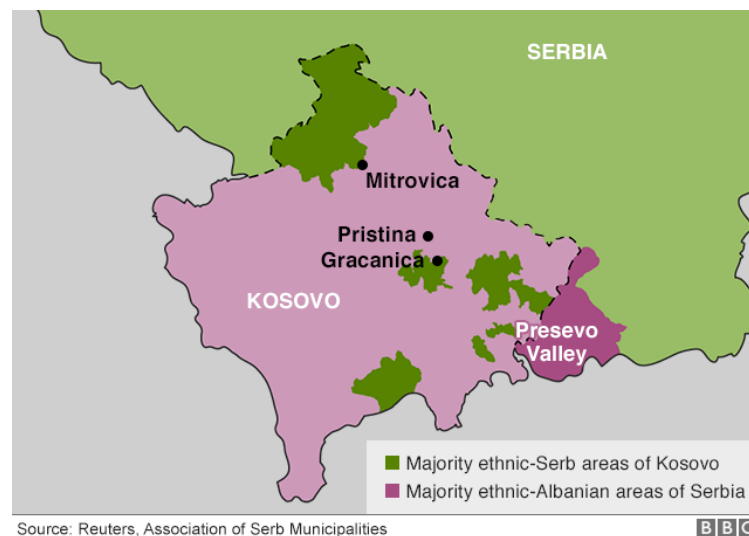 SERBIA
Mitrovica
Pristina
Gracanica
KOSOVO
Presevo
Valley
Majority ethnic-Serb areas of Kosovo
Majority ethnic-Albanian areas of Serbia
Source: Reuters, Association of Serb Municipalities
BBC